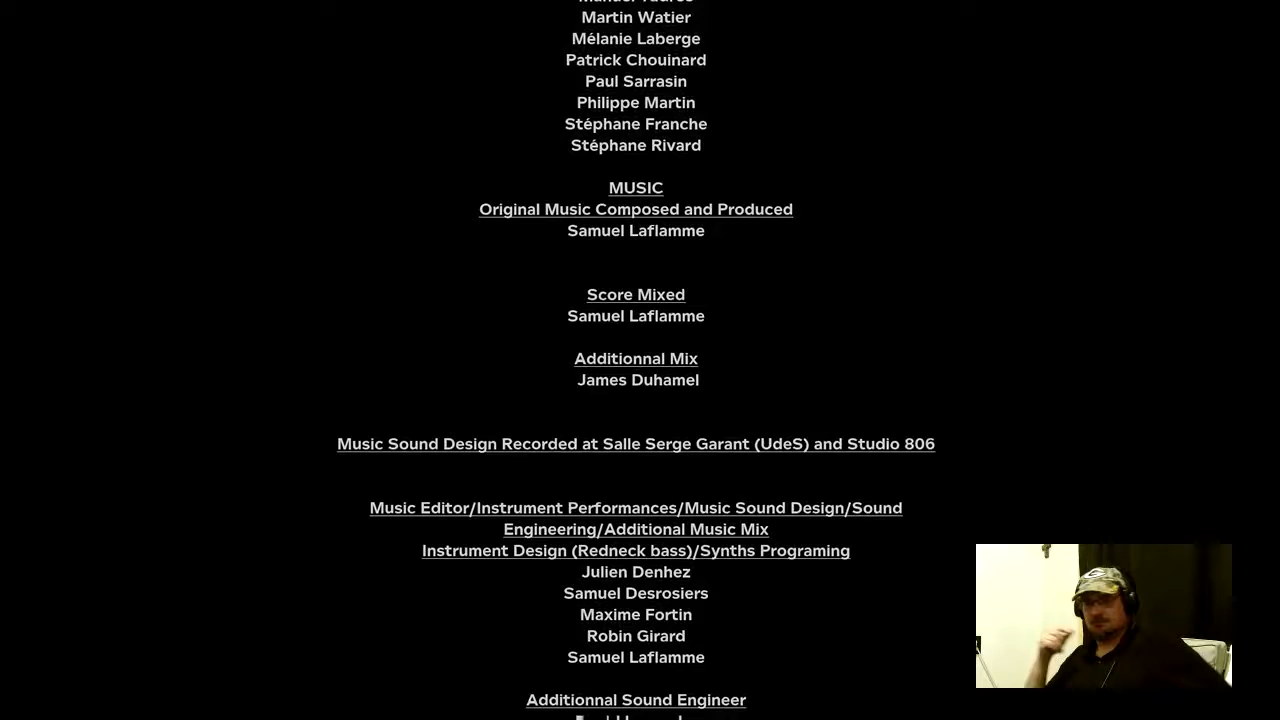 Martin Watier
Mélanie Laberge
Patrick Chouinard
Paul Sarrasin
Philippe Martin
Stéphane Franche
Stéphane Rivard
MUSIC
Original Music Composed and Produced
Samuel Laflamme
Score Mixed
Samuel Laflamme
Additionnal Mix
James Duhamel
Music Sound Design Recorded at Salle Serge Garant (UdeS) and Studio 806
Music Editor/Instrument Performances/Music Sound Design/Sound
Engineering/Additional Music Mix
Instrument Design (Redneck bass)/Synths Programing
Julien Denhez
Samuel Desrosiers
Maxime Fortin
Robin Girard
Samuel Laflamme
Additionnal Sound Engineer